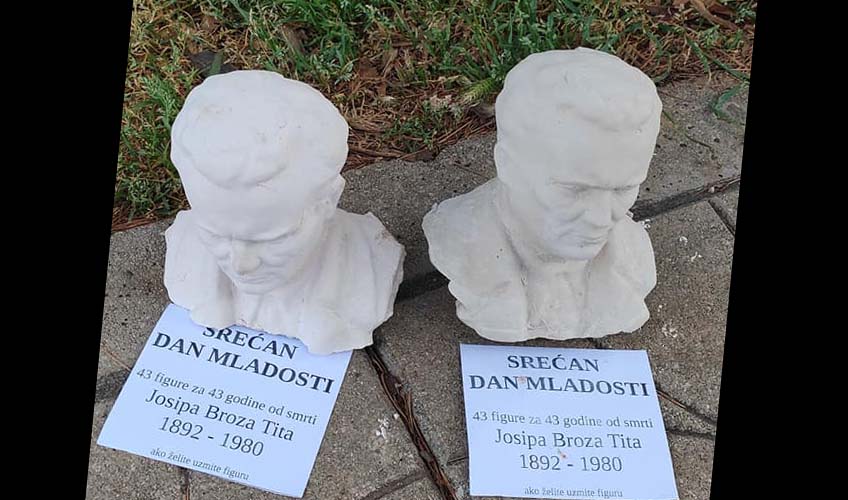 SREĆAN
DAN MLADOSTI
43 figure za 43 godine od smrti
Josipa Broza Tita
1892 - 1980
ako želite uzmite figuru
SREĆAN
DAN MLADOSTI
43 figure za 43 godine od smrti
Josipa Broza Tita
1892 - 1980
ako želite uzmite figuru